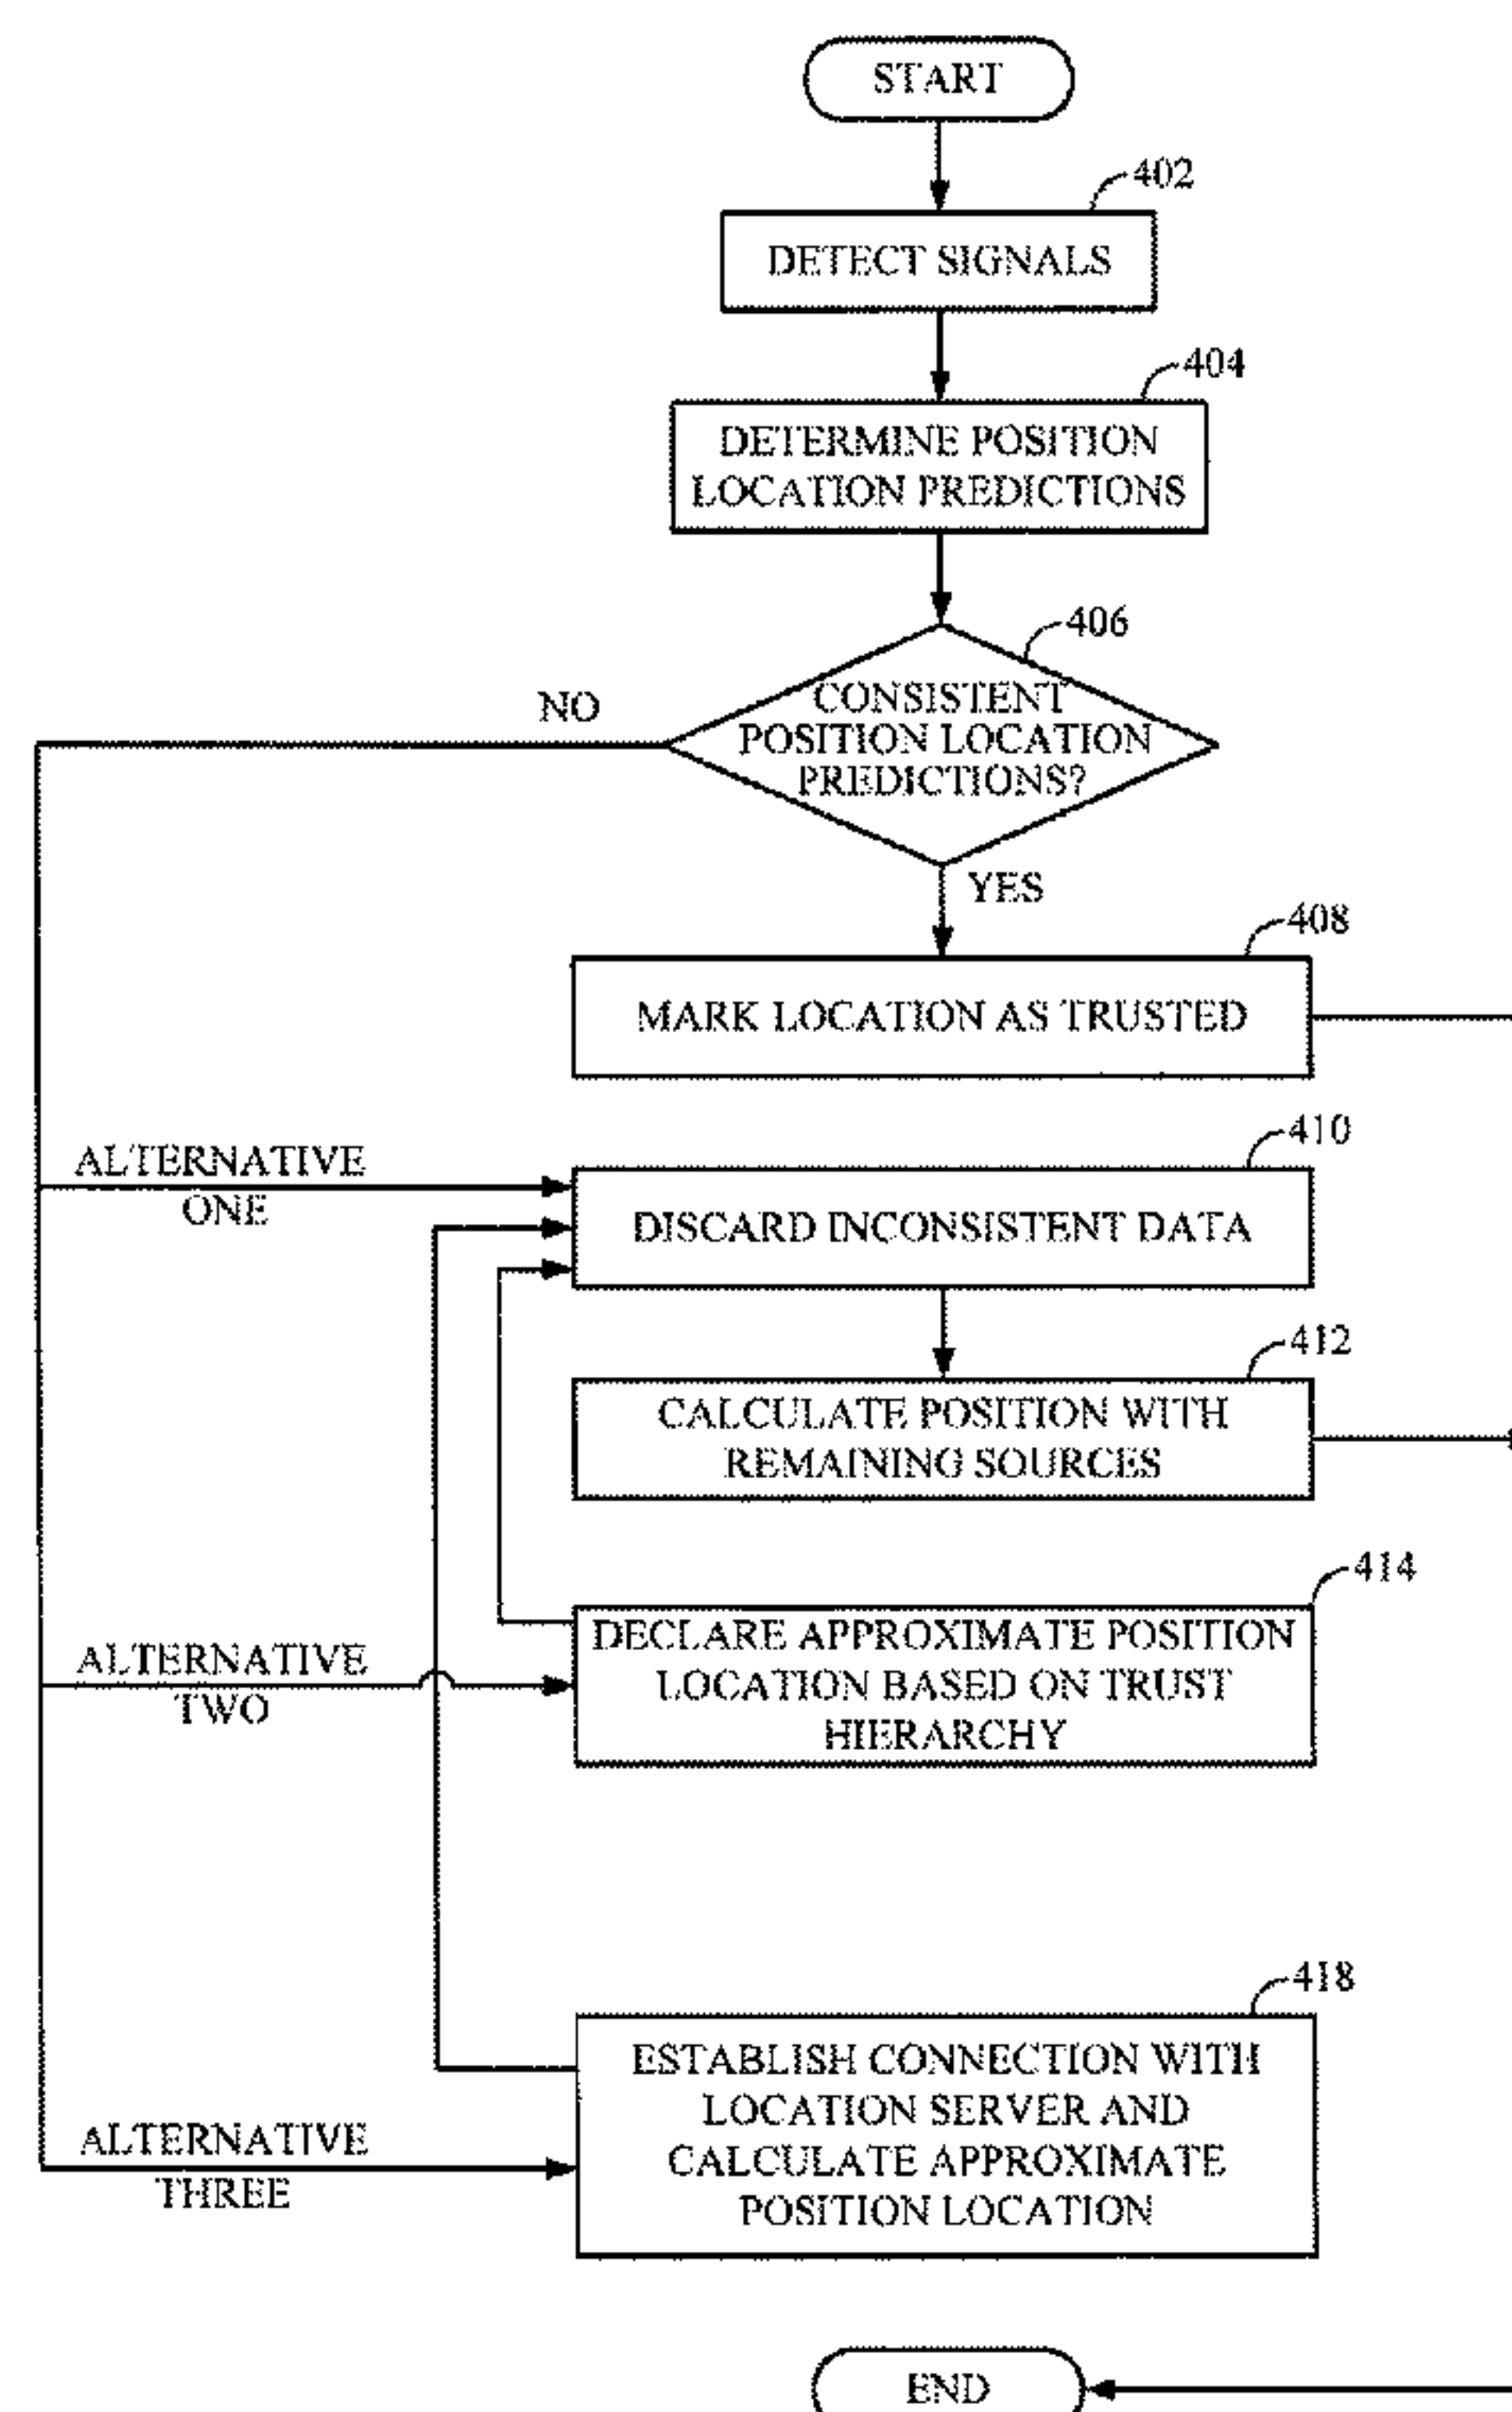 START
402
DETECT SIGNALS
404
DETERMINE POSITION
LOCATION PREDICTIONS
406
NO
CONSISTENT
POSITION LOCATION
PREDICTIONS?
YES
408
MARK LOCATION AS TRUSTED
410
ALTERNATIVE
ONE
DISCARD INCONSISTENT DATA
412
CALCULATE POSITION WITH
REMAINING SOURCES
414
ALTERNATIVE
TWO
DECLARE APPROXIMATE POSITION
LOCATION BASED ON TRUST
HIERARCHY
418
ESTABLISH CONNECTION WITH
LOCATION SERVER AND
CALCULATE APPROXIMATE
POSITION LOCATION
ALTERNATIVE
THREE
END